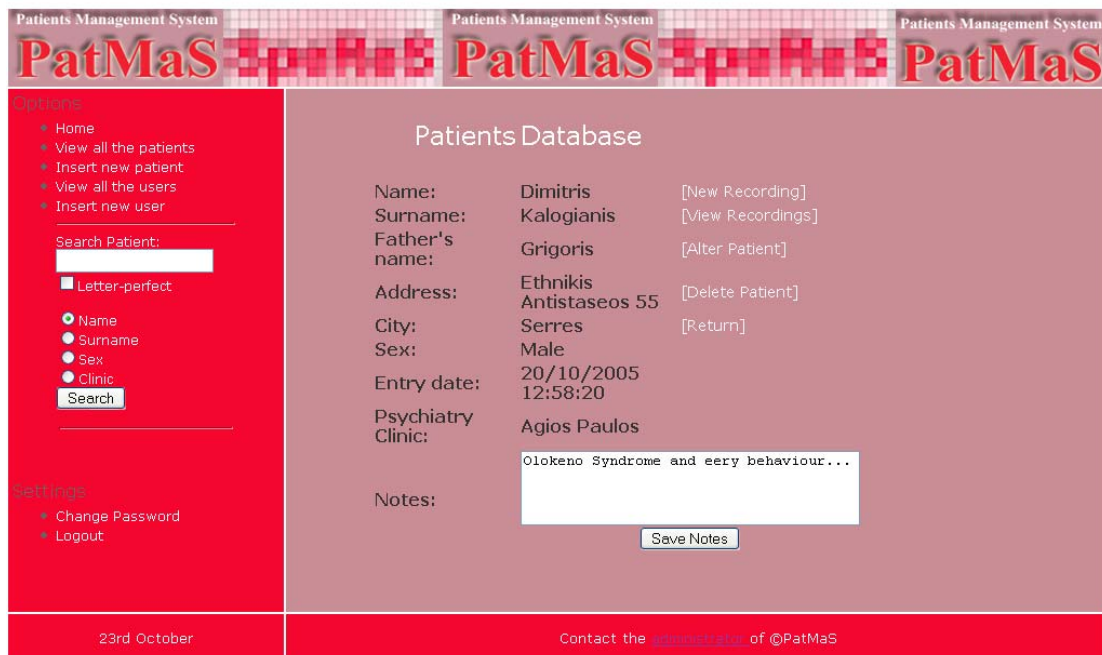 Patients Management System
PatMaS
Patients Management System
PatMaS
Patients Management System
PatMaS
Options
Home
View all the patients
Insert new patient
View all the users
Insert new user
Search Patient:
Letter-perfect
Name
Surname
Sex
Clinic
Search
Settings
Change Password
Logout
Patients Database
Name: Dimitris [New Recording]
Surname: Kalogianis [View Recordings]
Father's
name: Grigoris [Alter Patient]
Address: Ethnikis
Antistaseos 55 [Delete Patient]
City: Serres [Return]
Sex: Male
Entry date: 20/10/2005
12:58:20
Psychiatry
Clinic: Agios Paulos
Notes: Olokeno Syndrome and eery behaviour...
Save Notes
23rd October
Contact the administrator of ©PatMaS